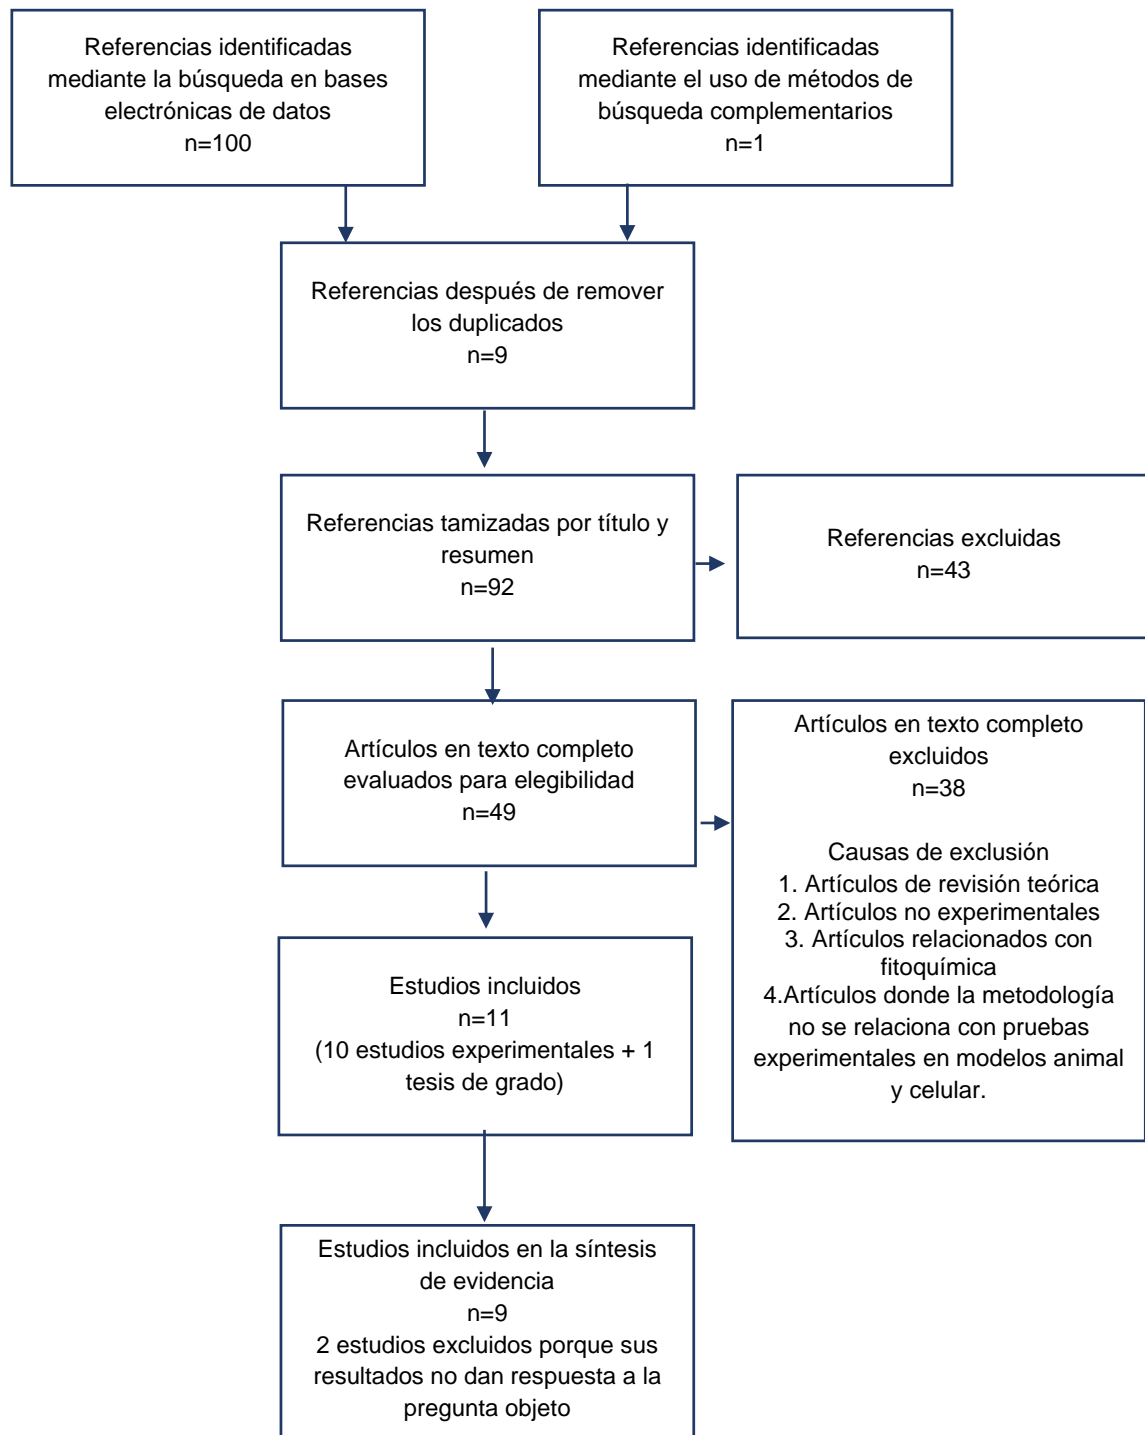 Referencias identificadas
mediante la búsqueda en bases
electrónicas de datos
n=100
Referencias identificadas
mediante el uso de métodos de
búsqueda complementarios
n=1
Referencias después de remover
los duplicados
n=9
Referencias tamizadas por título y
resumen
n=92
Referencias excluidas
n=43
Artículos en texto completo
evaluados para elegibilidad
n=49
Artículos en texto completo
excluidos
n=38
Causas de exclusión
1. Artículos de revisión teórica
2. Artículos no experimentales
3. Artículos relacionados con
fitoquímica
4.Artículos donde la metodología
no se relaciona con pruebas
experimentales en modelos animal
y celular.
Estudios incluidos
n=11
(10 estudios experimentales + 1
tesis de grado)
Estudios incluidos en la síntesis
de evidencia
n=9
2 estudios excluidos porque sus
resultados no dan respuesta a la
pregunta objeto